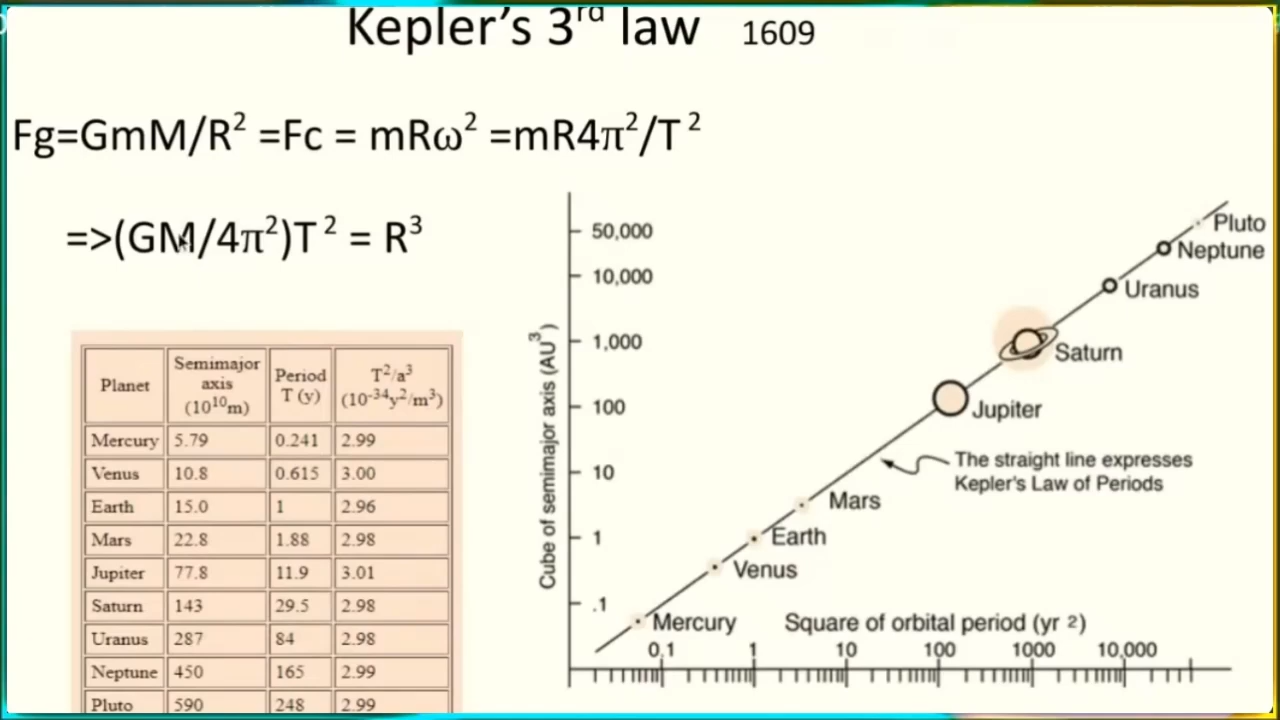 Kepler's 3rd law 1609
Fg=GmM/R² =Fc = mRω² =mR4π²/T²
=>(GM/4π²)T² = R³
Planet Semimajor axis (10¹⁰m) Period T (y) T²/a³ (10⁻³⁴y²/m³)
Mercury 5.79 0.241 2.99
Venus 10.8 0.615 3.00
Earth 15.0 1 2.96
Mars 22.8 1.88 2.98
Jupiter 77.8 11.9 3.01
Saturn 143 29.5 2.98
Uranus 287 84 2.98
Neptune 450 165 2.99
Pluto 590 248 2.99
Cube of semimajor axis (AU³)
50,000
10,000
1,000
100
10
1
.1
Pluto
Neptune
Uranus
Saturn
Jupiter
The straight line expresses
Kepler's Law of Periods
Mars
Earth
Venus
Mercury
Square of orbital period (yr 2)
0.1 1 10 100 1000 10,000